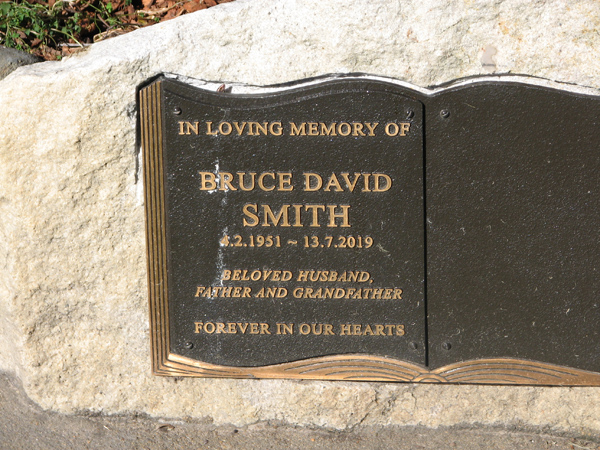 IN LOVING MEMORY OF
BRUCE DAVID
SMITH
.2.1951 ~ 13.7.2019
BELOVED HUSBAND,
FATHER AND GRANDFATHER
FOREVER IN OUR HEARTS